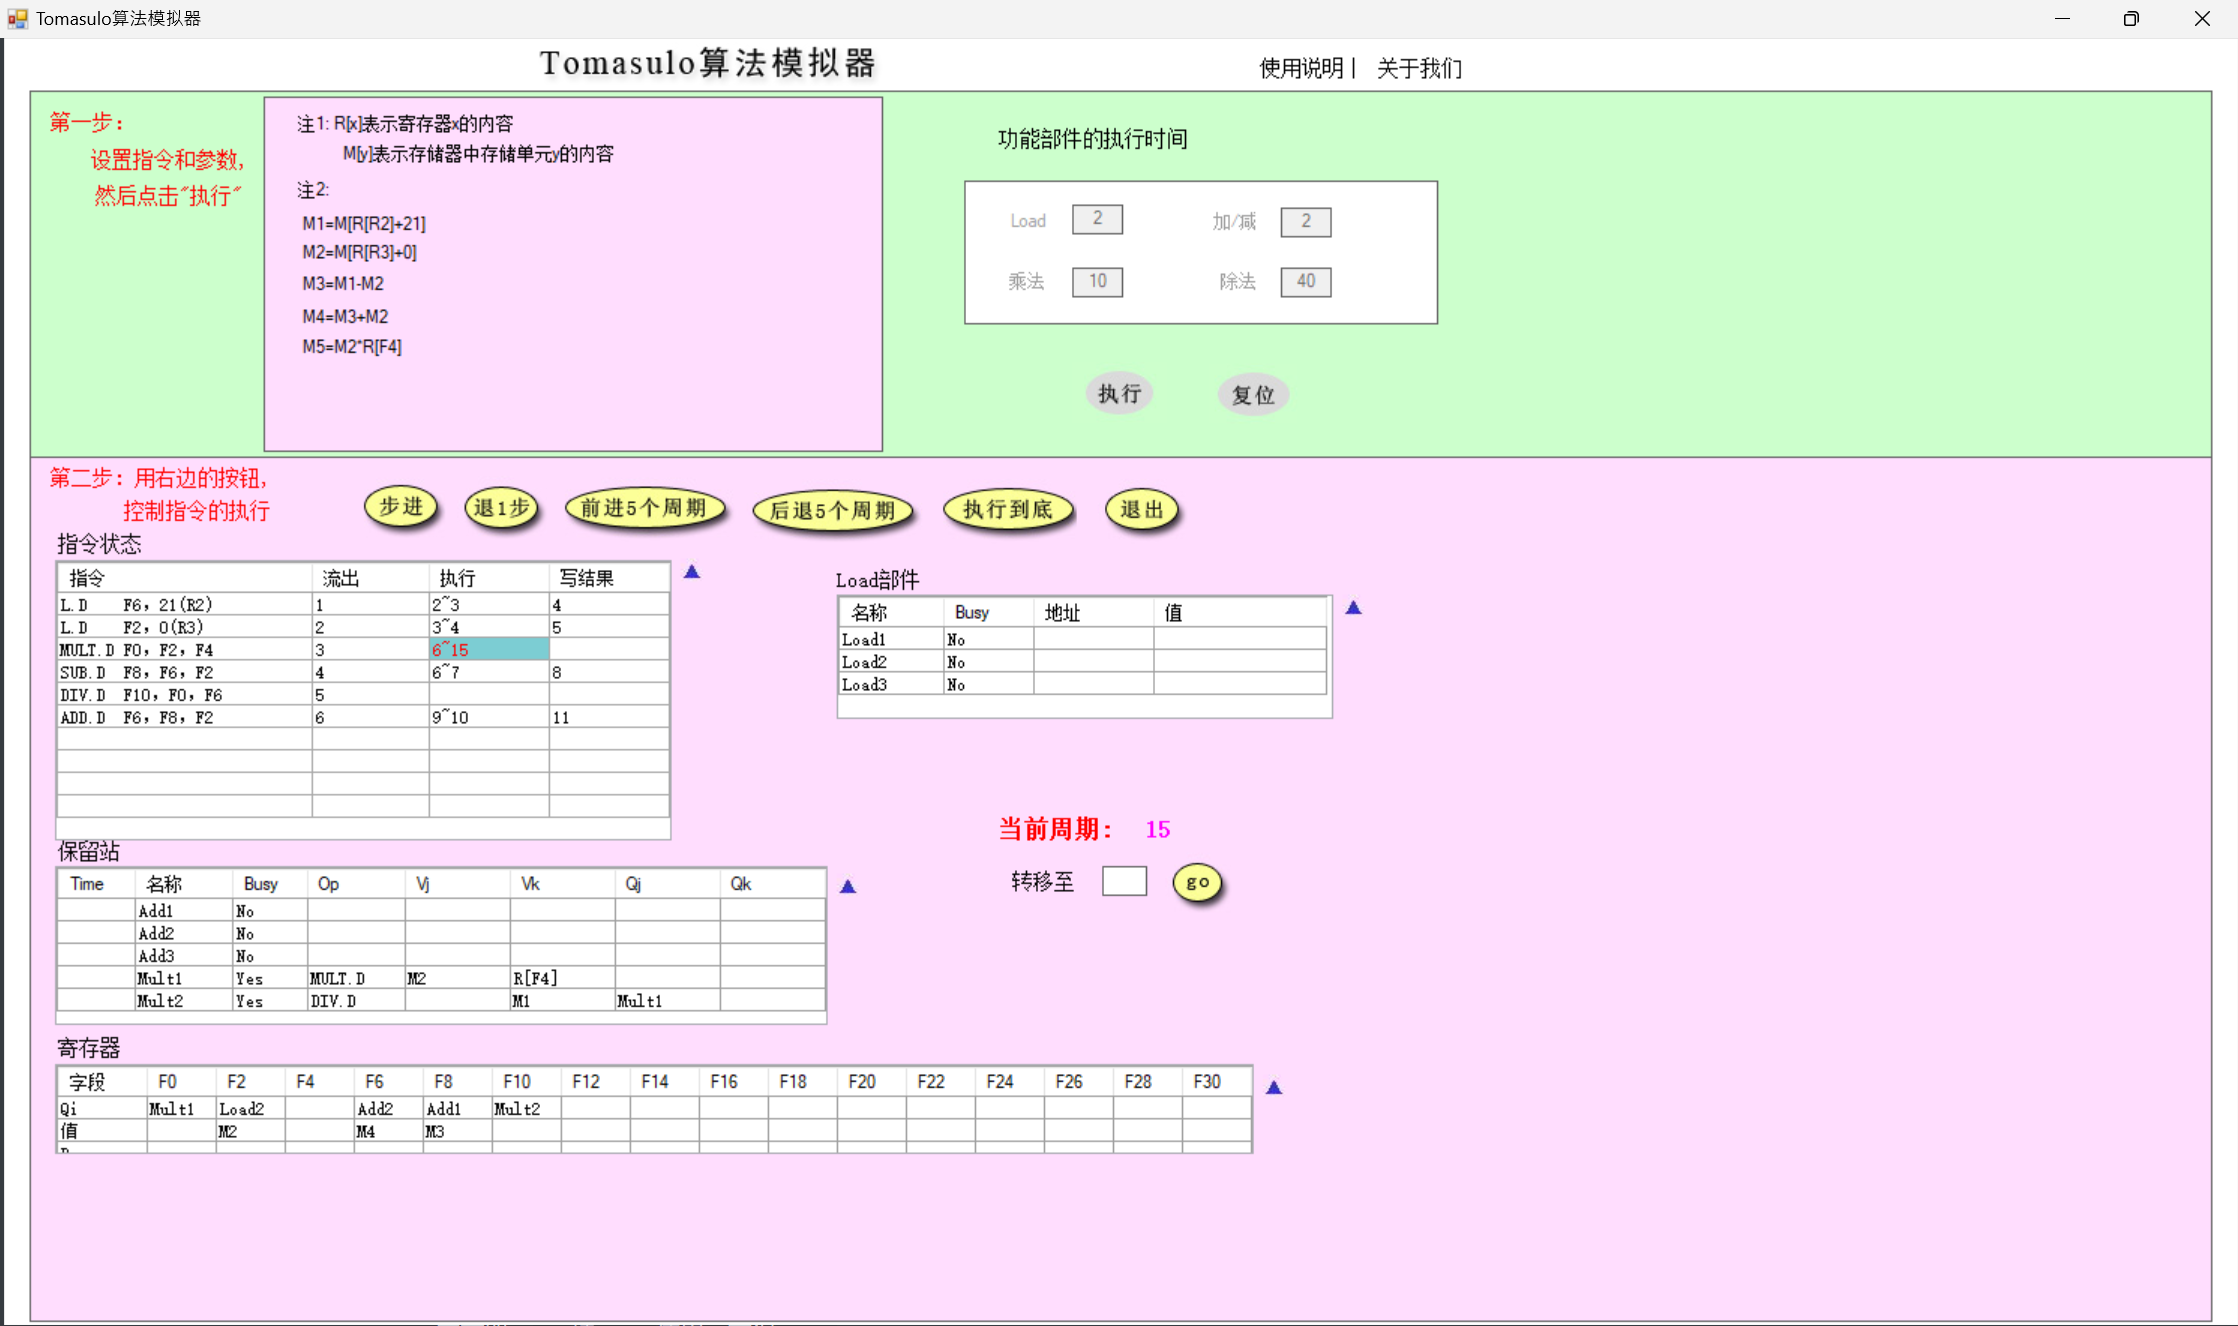 Tomasulo算法模拟器
Tomasulo算法模拟器
使用说明 | 关于我们
第一步：
设置指令和参数，
然后点击"执行"
注1: R[x]表示寄存器x的内容
M[y]表示存储器中存储单元y的内容
注2:
M1=M[R[R2]+21]
M2=M[R[R3]+0]
M3=M1-M2
M4=M3+M2
M5=M2*R[F4]
功能部件的执行时间
Load 2 加/减 2
乘法 10 除法 40
执行 复位
第二步：用右边的按钮，
控制指令的执行
步进 退1步 前进5个周期 后退5个周期 执行到底 退出
指令状态
指令 流出 执行 写结果
L.D F6, 21(R2) 1 2~3 4
L.D F2, 0(R3) 2 3~4 5
MULT.D F0, F2, F4 3 6~15
SUB.D F8, F6, F2 4 6~7 8
DIV.D F10, F0, F6 5
ADD.D F6, F8, F2 6 9~10 11
Load部件
名称 Busy 地址 值
Load1 No
Load2 No
Load3 No
当前周期： 15
转移至 go
保留站
Time 名称 Busy Op Vj Vk Qj Qk
Add1 No
Add2 No
Add3 No
Mult1 Yes MULT.D M2 R[F4]
Mult2 Yes DIV.D M1 Mult1
寄存器
字段 F0 F2 F4 F6 F8 F10 F12 F14 F16 F18 F20 F22 F24 F26 F28 F30
Qi Mult1 Load2 Add2 Add1 Mult2
值 M2 M4 M3